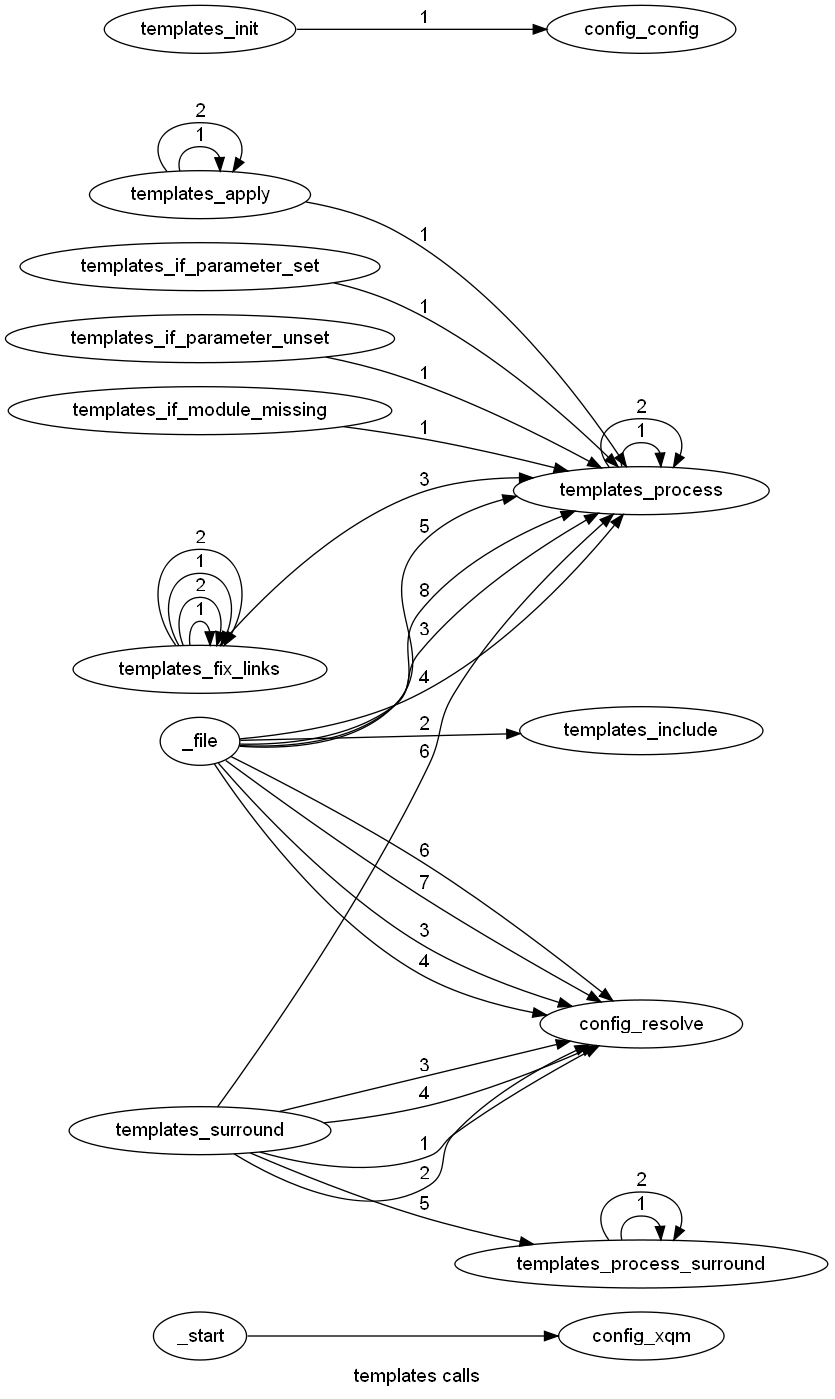 templates_init
1
config_config
2
1
templates_apply
1
templates_if_parameter_set
1
templates_if_parameter_unset
1
templates_if_module_missing
1
2
1
templates_process
3
5
2
1
2
1
templates_fix_links
8
3
4
_file
2
templates_include
6
6
7
3
4
config_resolve
3
4
templates_surround
1
2
5
2
1
templates_process_surround
_start
config_xqm
templates calls